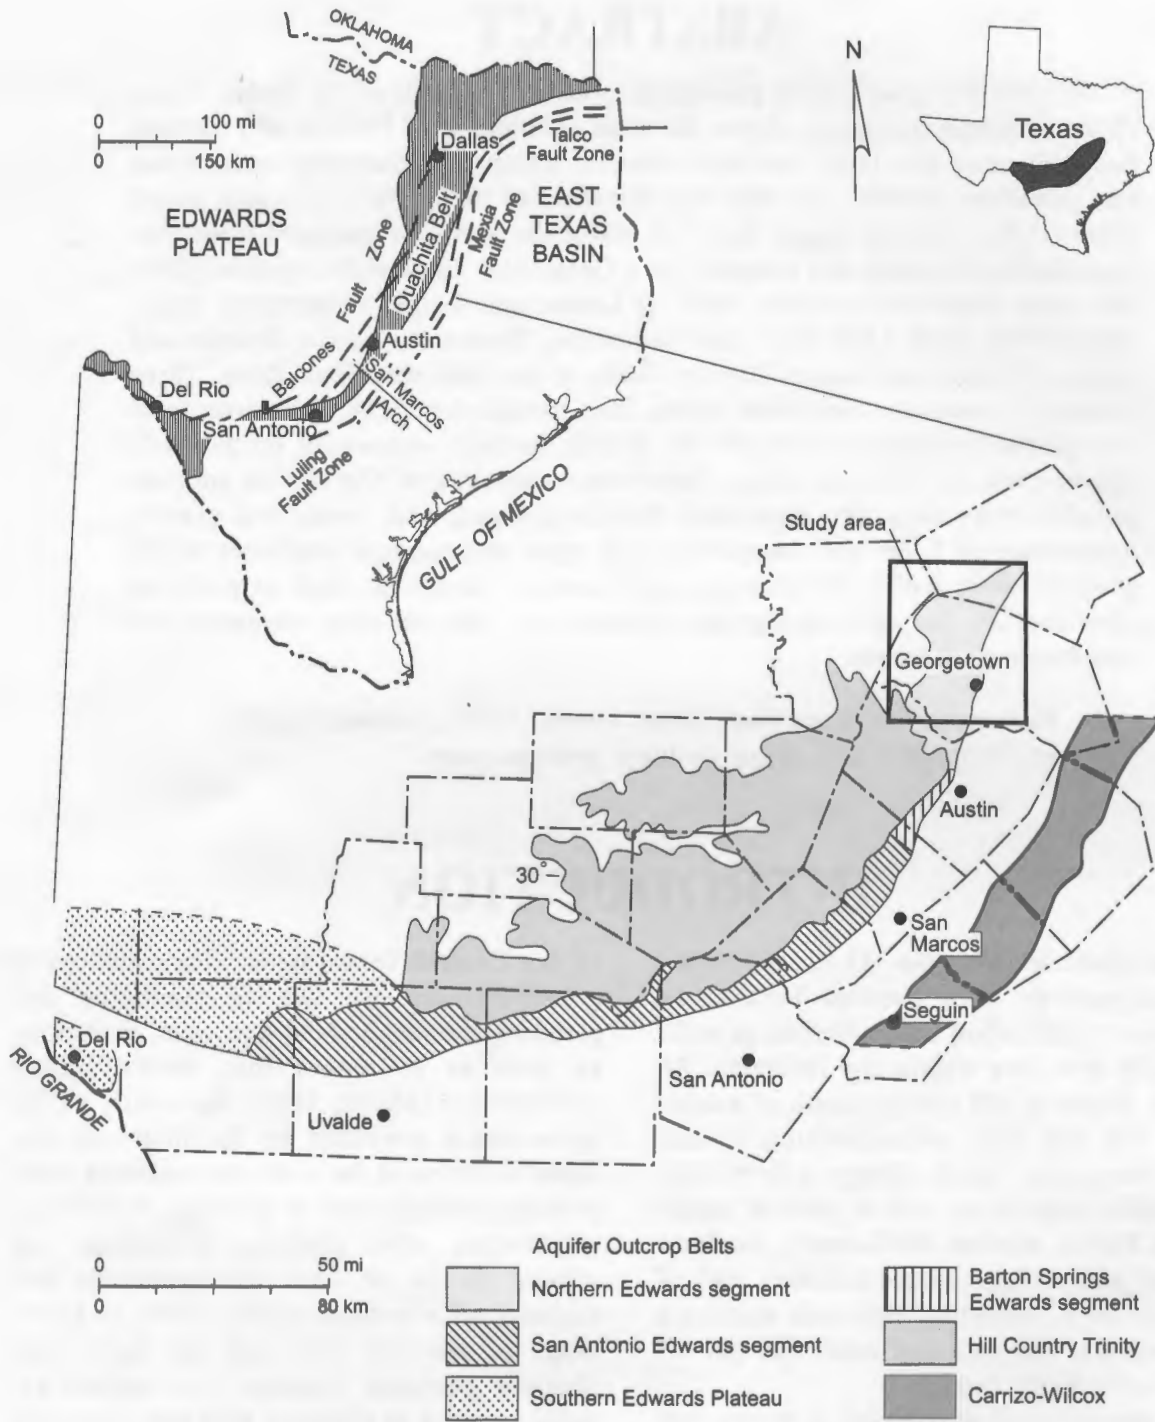 OKLAHOMA
TEXAS
0 100 mi
0 150 km
EDWARDS
PLATEAU
Dallas
Talco
Fault Zone
EAST
TEXAS
BASIN
Ouachita Belt
Mexia
Fault Zone
Balcones Fault Zone
Austin
San Marcos
Arch
Del Rio
San Antonio
Luling
Fault Zone
GULF OF MEXICO
N
Texas
Study area
Georgetown
Austin
30°
San
Marcos
Seguin
San Antonio
Del Rio
RIO GRANDE
Uvalde
0 50 mi
0 80 km
Aquifer Outcrop Belts
Northern Edwards segment
San Antonio Edwards segment
Southern Edwards Plateau
Barton Springs
Edwards segment
Hill Country Trinity
Carrizo-Wilcox